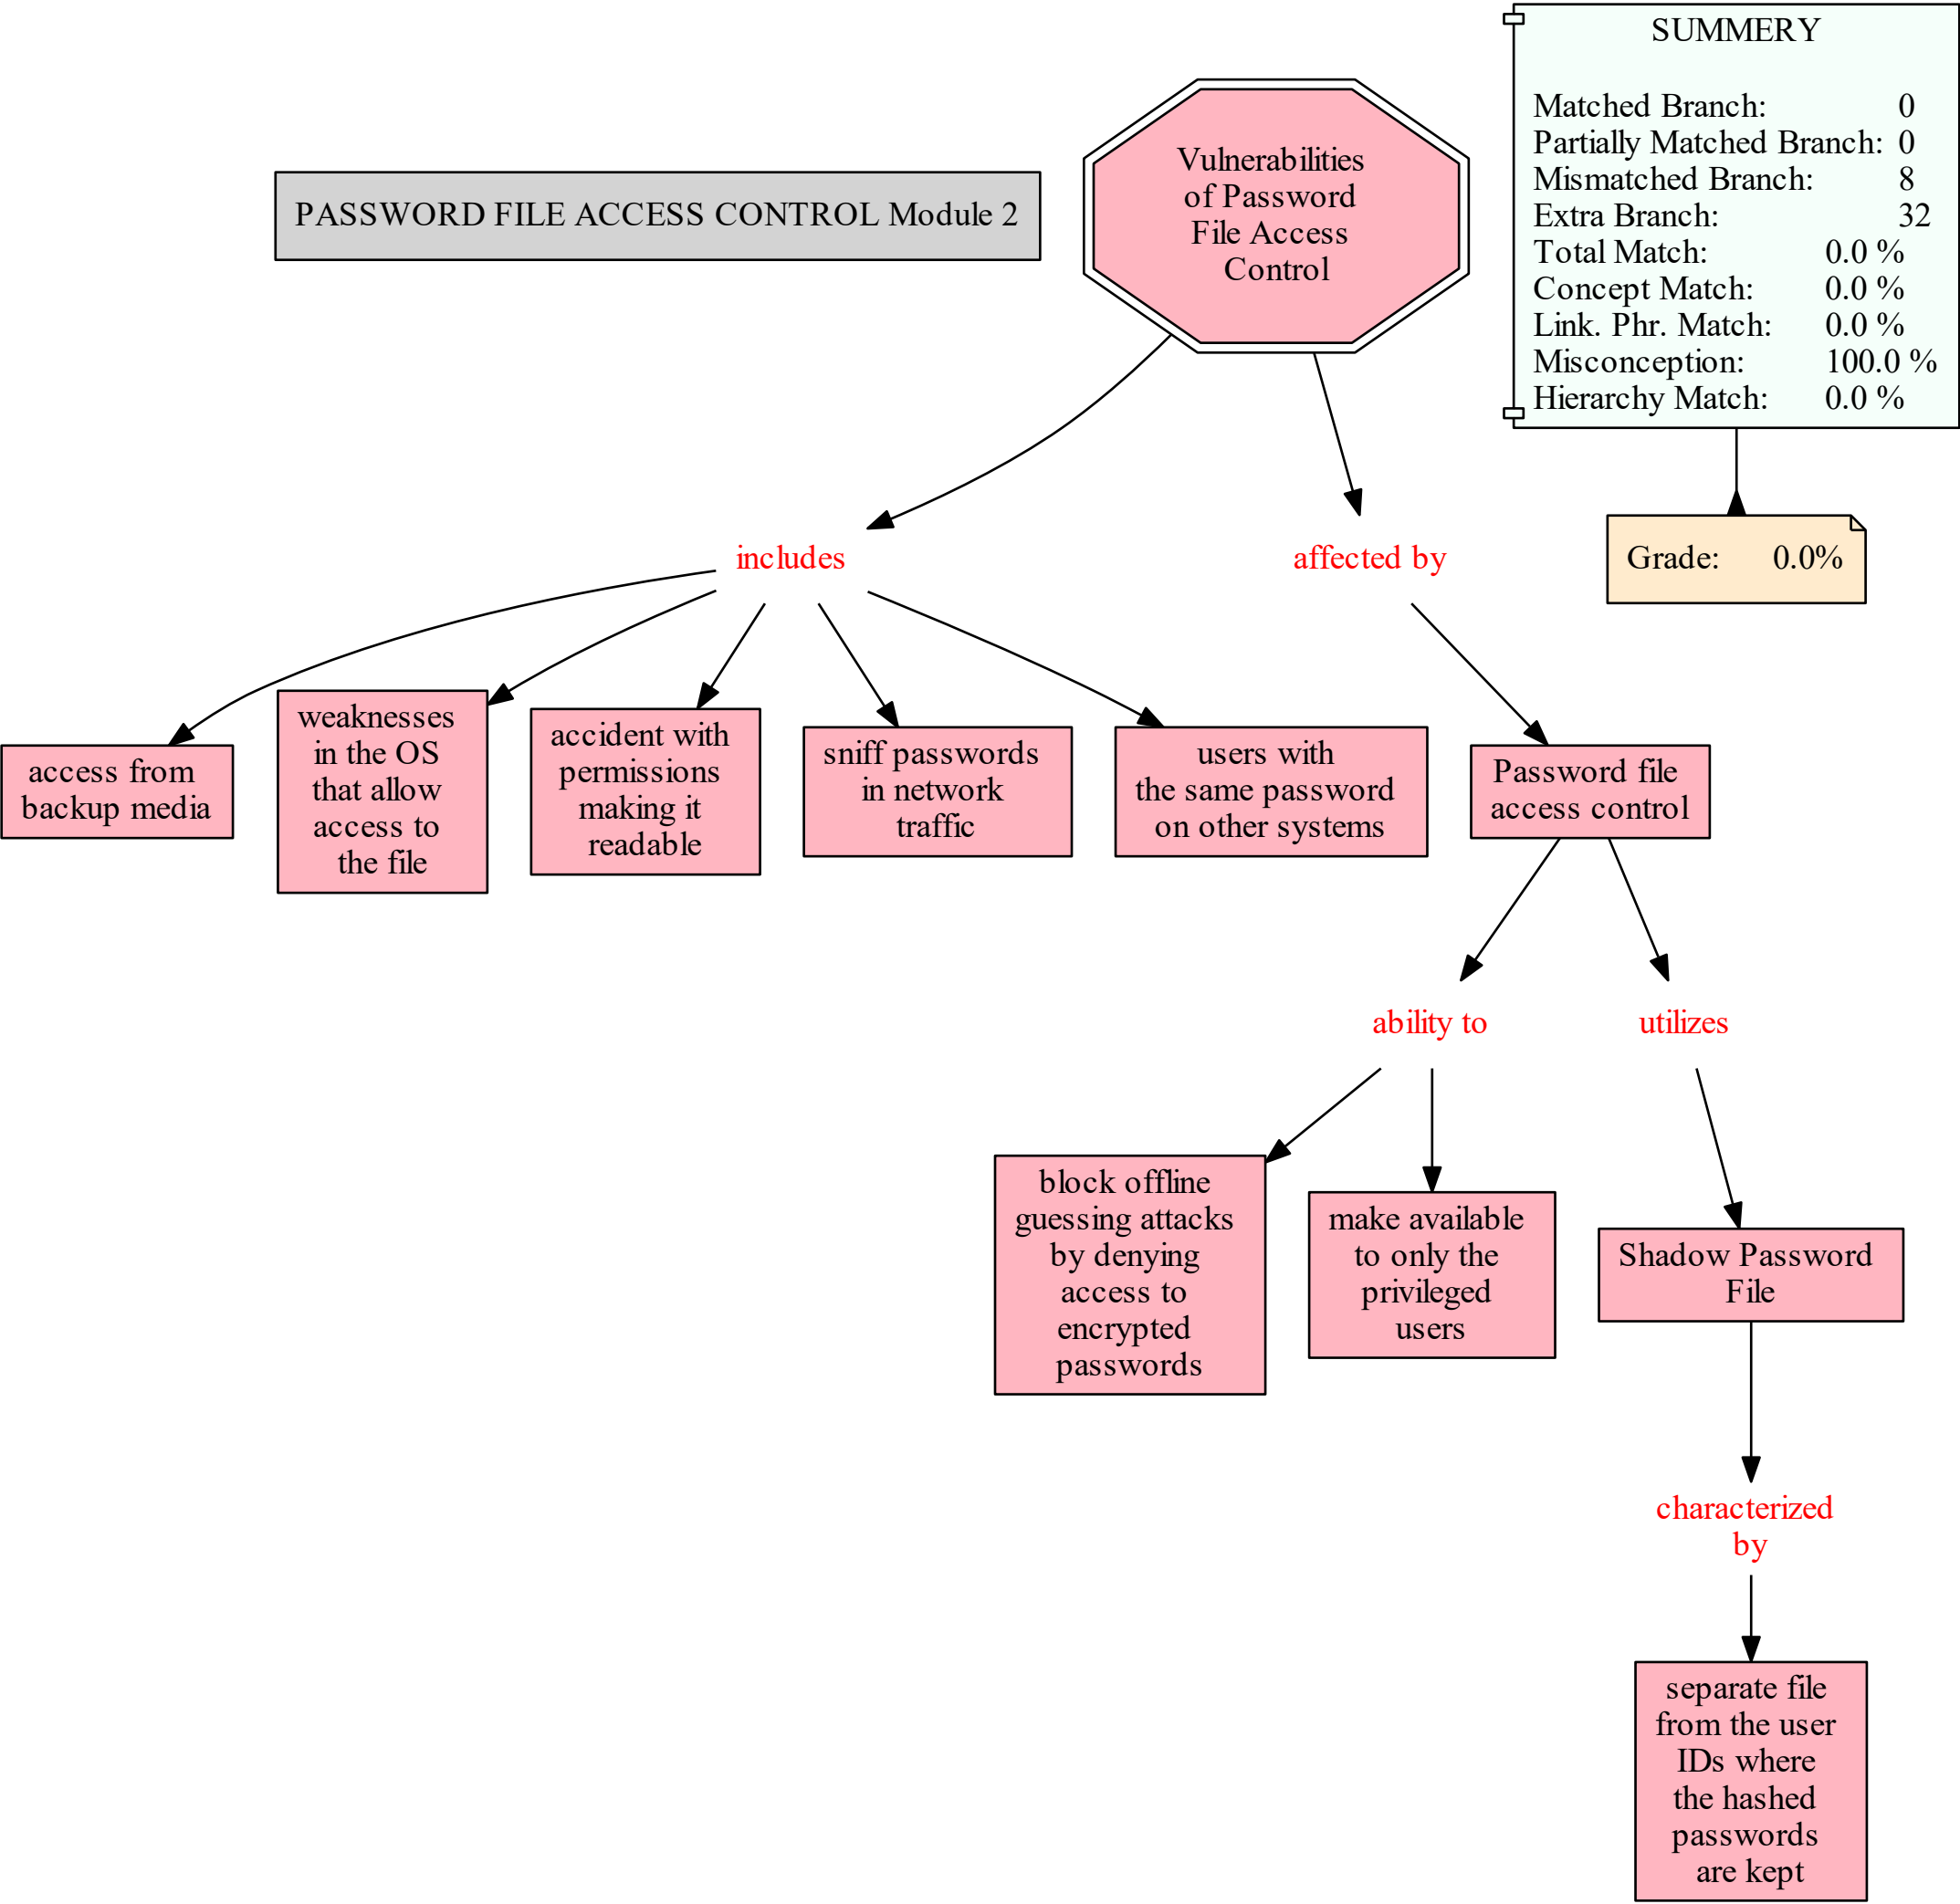 SUMMERY
Matched Branch: 0
Partially Matched Branch: 0
Mismatched Branch: 8
Extra Branch: 32
Total Match: 0.0 %
Concept Match: 0.0 %
Link. Phr. Match: 0.0 %
Misconception: 100.0 %
Hierarchy Match: 0.0 %
Grade: 0.0%
PASSWORD FILE ACCESS CONTROL Module 2
Vulnerabilities
of Password
File Access
Control
includes
affected by
access from
backup media
weaknesses
in the OS
that allow
access to
the file
accident with
permissions
making it
readable
sniff passwords
in network
traffic
users with
the same password
on other systems
Password file
access control
ability to
utilizes
block offline
guessing attacks
by denying
access to
encrypted
passwords
make available
to only the
privileged
users
Shadow Password
File
characterized
by
separate file
from the user
IDs where
the hashed
passwords
are kept